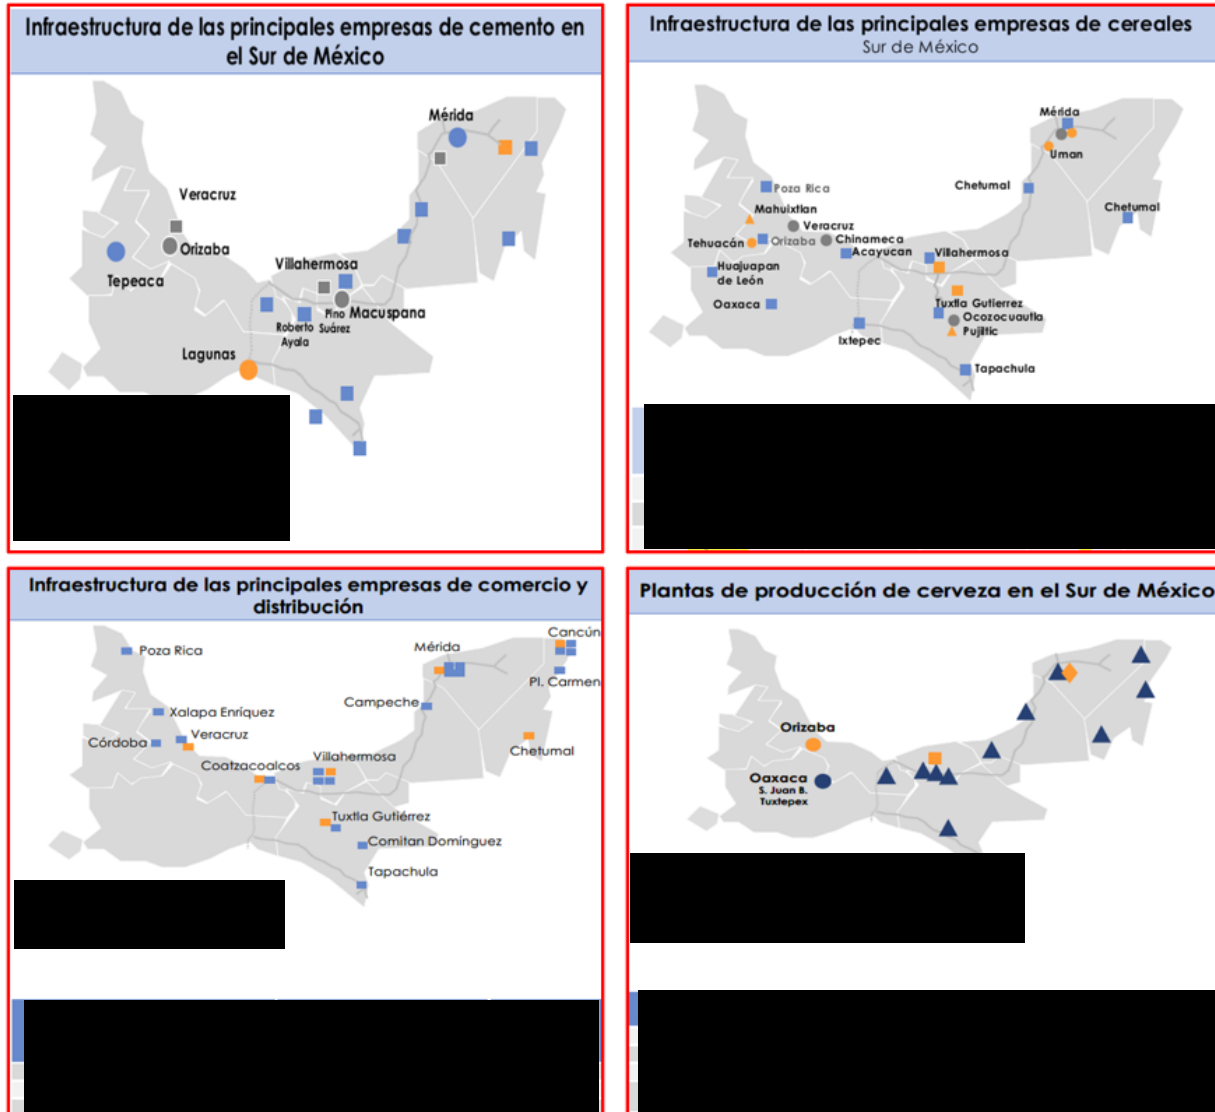 Infraestructura de las principales empresas de cemento en
el Sur de México
Mérida
Veracruz
Orizaba
Tepeaca
Villahermosa
Pino
Suárez
Macuspana
Roberto
Ayala
Lagunas
Infraestructura de las principales empresas de cereales
Sur de México
Mérida
Uman
Chetumal
Chetumal
Poza Rica
Mahuixtlan
Veracruz
Tehuacán
Orizaba
Chinameca
Acayucan
Villahermosa
Huajuapan
de León
Oaxaca
Tuxtla Gutierrez
Ocozocuautla
Pujiltic
Ixtepec
Tapachula
Infraestructura de las principales empresas de comercio y
distribución
Cancún
Poza Rica
Mérida
Pl. Carmen
Campeche
Xalapa Enríquez
Veracruz
Córdoba
Chetumal
Villahermosa
Coatzacoalcos
Tuxtla Gutiérrez
Comitan Domínguez
Tapachula
Plantas de producción de cerveza en el Sur de México
Orizaba
Oaxaca
S. Juan B.
Tuxtepex